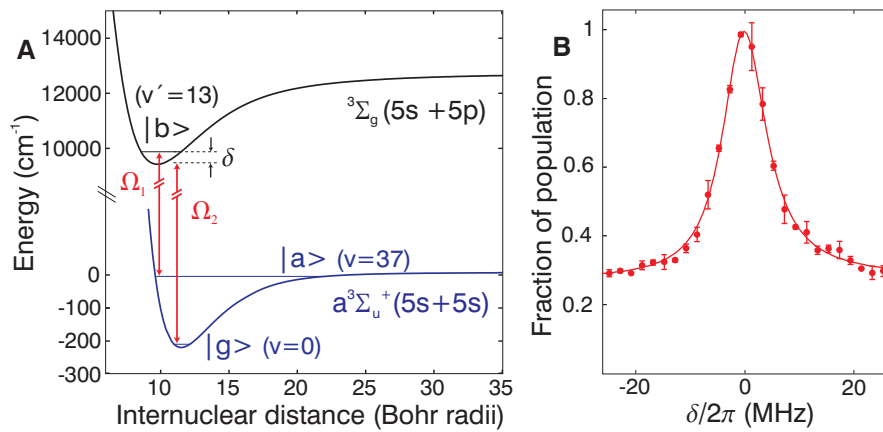 A
14000
12000
10000
0
-100
-200
-300
Energy (cm⁻¹)
(v´=13)
|b>
³Σg (5s +5p)
δ
Ω₁
Ω₂
|a> (v=37)
a³Σu⁺(5s+5s)
|g> (v=0)
10 15 20 25 30 35
Internuclear distance (Bohr radii)
B
1
0.8
0.6
0.4
0.2
Fraction of population
-20 0 20
δ/2π (MHz)